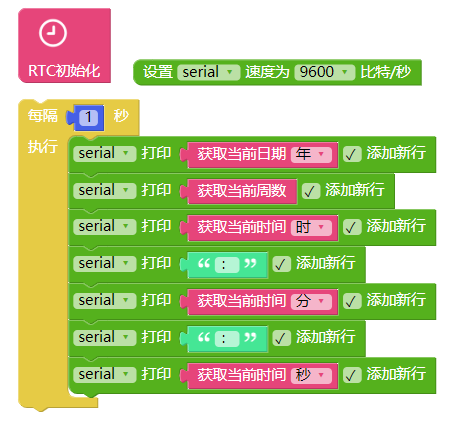 RTC初始化
设置 serial 速度为 9600 比特/秒
每隔 1 秒
执行
serial 打印 获取当前日期 年 ✓ 添加新行
serial 打印 获取当前周数 ✓ 添加新行
serial 打印 获取当前时间 时 ✓ 添加新行
serial 打印 “ : ” ✓ 添加新行
serial 打印 获取当前时间 分 ✓ 添加新行
serial 打印 “ : ” ✓ 添加新行
serial 打印 获取当前时间 秒 ✓ 添加新行